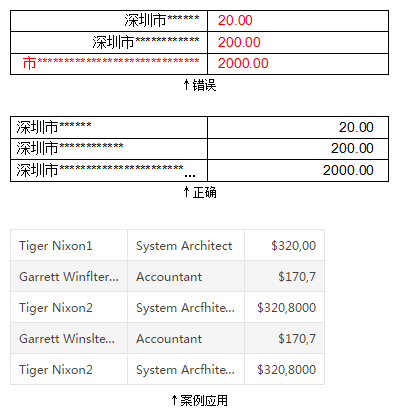 深圳市****** 20.00
深圳市************ 200.00
市******************************* 2000.00
↑错误
深圳市****** 20.00
深圳市************ 200.00
深圳市************************... 2000.00
↑正确
Tiger Nixon1 System Architect $320,00
Garrett Winflter... Accountant $170,7
Tiger Nixon2 System Arcfhite... $320,8000
Garrett Winslte... Accountant $170,7
Tiger Nixon2 System Arcfhite... $320,8000
↑案例应用